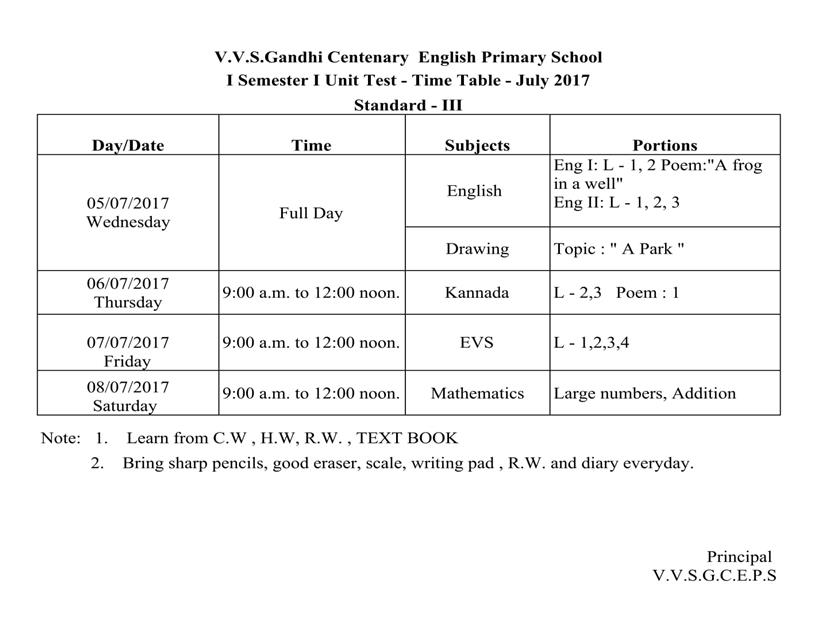 V.V.S.Gandhi Centenary  English Primary School
I Semester I Unit Test - Time Table - July 2017
Standard - III
Day/Date Time Subjects Portions
05/07/2017
Wednesday
Full Day
English
Eng I: L - 1, 2 Poem:"A frog
in a well"
Eng II: L - 1, 2, 3
Drawing Topic : " A Park "
06/07/2017
Thursday
9:00 a.m. to 12:00 noon. Kannada L - 2,3   Poem : 1
07/07/2017
Friday
9:00 a.m. to 12:00 noon. EVS L - 1,2,3,4
08/07/2017
Saturday
9:00 a.m. to 12:00 noon. Mathematics Large numbers, Addition
Note:   1.    Learn from C.W , H.W, R.W. , TEXT BOOK
2.    Bring sharp pencils, good eraser, scale, writing pad , R.W. and diary everyday.
Principal
V.V.S.G.C.E.P.S